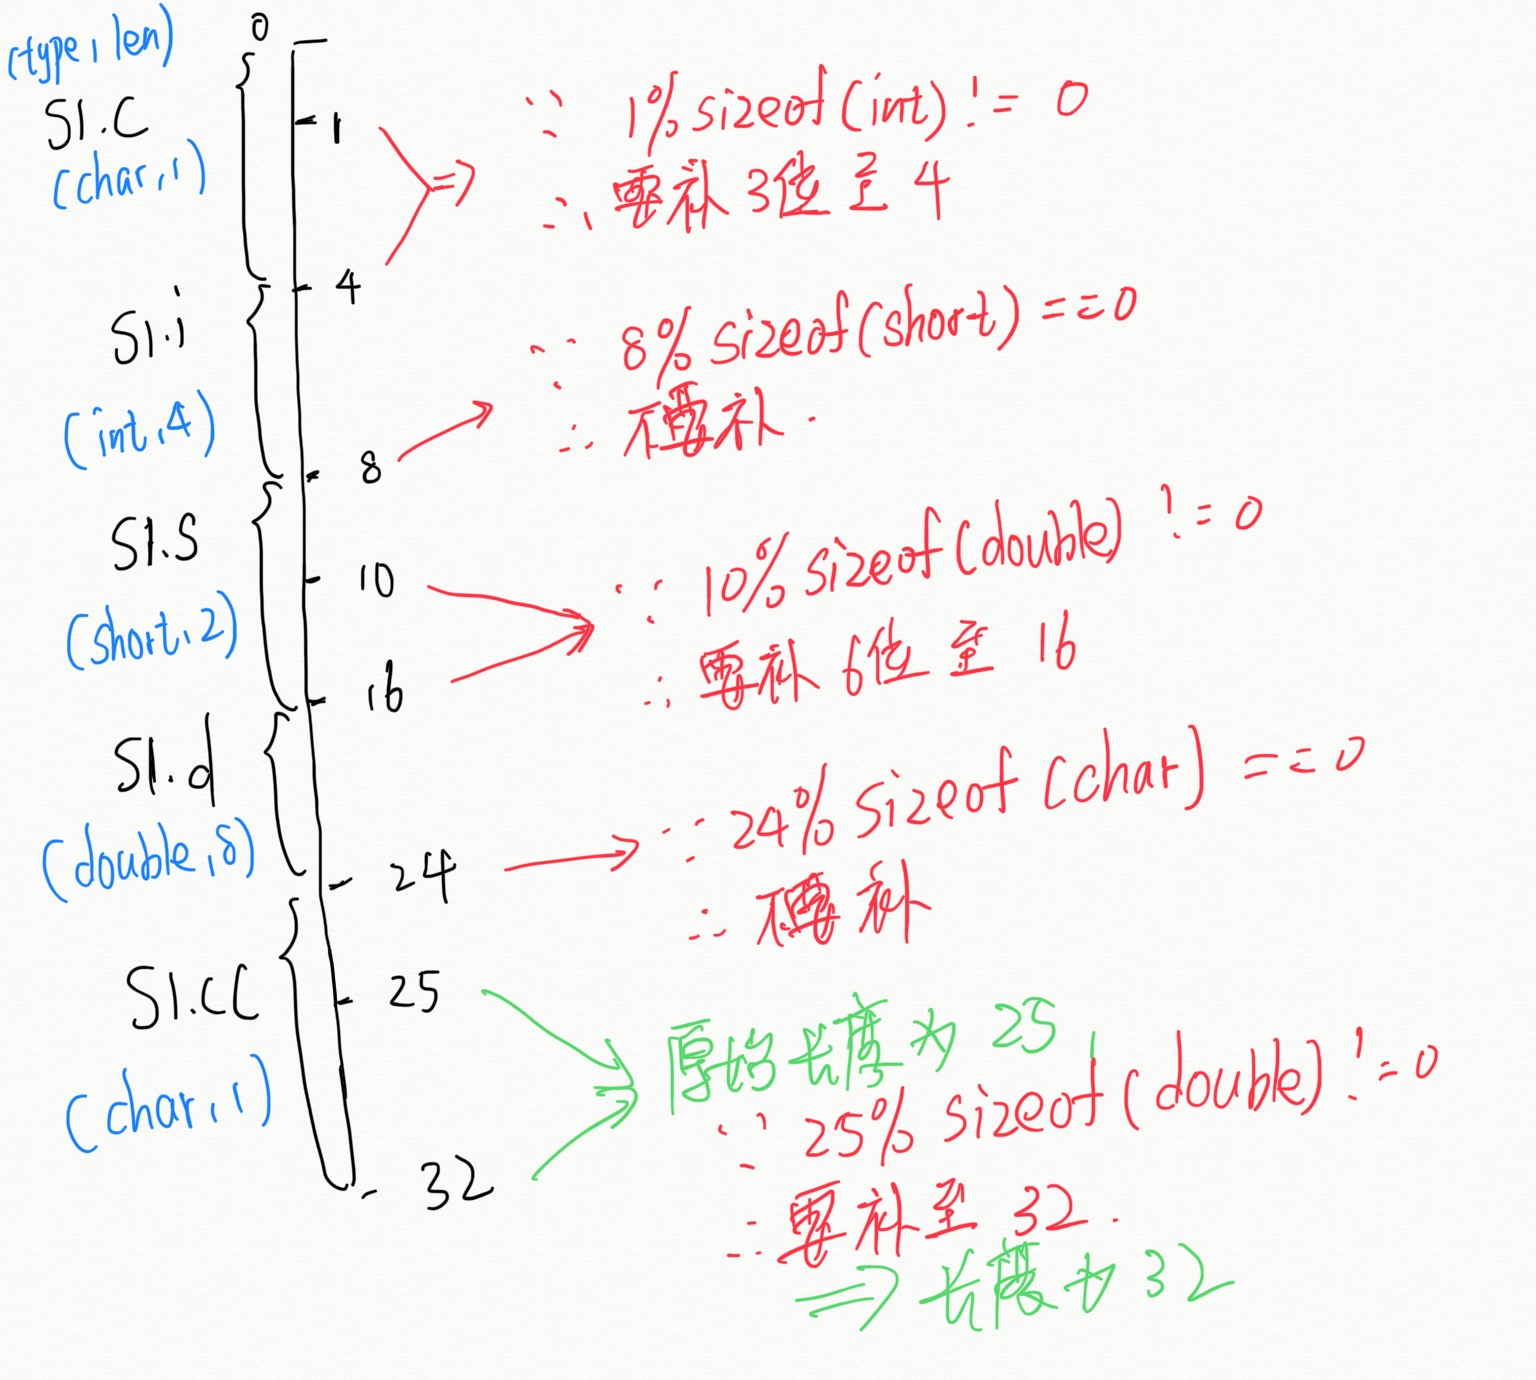 (type, len)
0
S1.C
(char, 1)
1
∵ 1% sizeof(int) != 0
∴ 要补 3位至 4
4
S1.i
(int, 4)
∵ 8% sizeof(short) == 0
∴ 不需补.
8
S1.S
(short, 2)
10
∵ 10% sizeof(double) != 0
∴ 要补 6位至 16
16
S1.d
(double, 8)
∵ 24% sizeof(char) == 0
∴ 不需补
24
S1.CC
(char, 1)
25
原始长度为 25,
∵ 25% sizeof(double) != 0
∴ 要补至 32.
32
⇒ 长度为 32